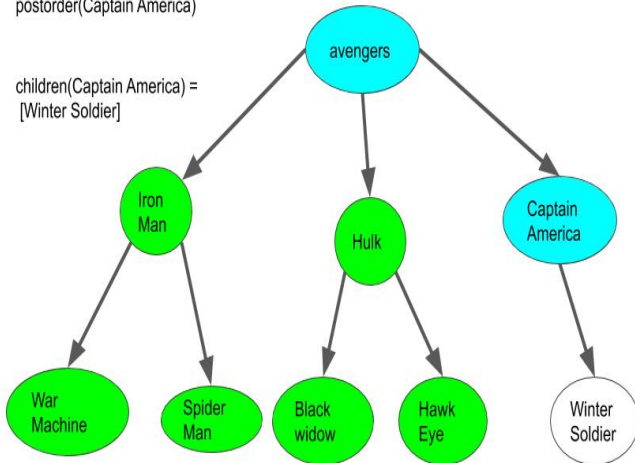 postorder(Captain America)
children(Captain America) =
[Winter Soldier]
avengers
Iron
Man
Hulk
Captain
America
War
Machine
Spider
Man
Black
widow
Hawk
Eye
Winter
Soldier